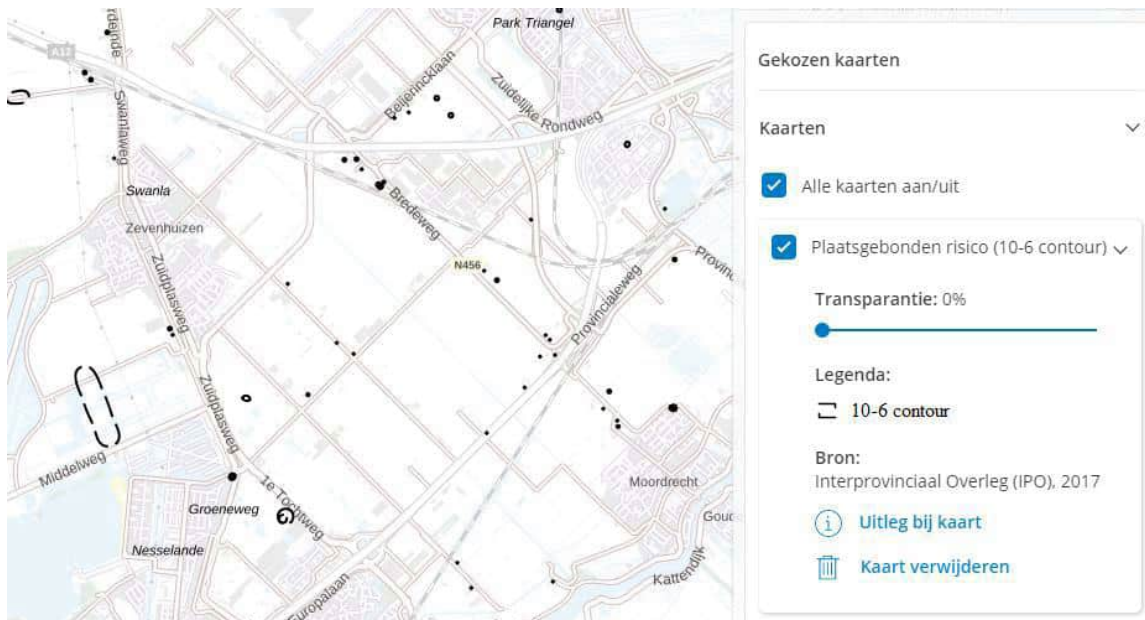 Park Triangel
A12
Swanlaweg
Beijerincklaan
Zuidelijke Rondweg
Swanla
Zevenhuizen
Bredeweg
N456
Zuidplasweg
Provincialeweg
Zuidplasweg
Middelweg
1e Tochtweg
Groeneweg
Nesselande
Moordrecht
Kattendijk
Gekozen kaarten
Kaarten
Alle kaarten aan/uit
Plaatsgebonden risico (10-6 contour)
Transparantie: 0%
Legenda:
10-6 contour
Bron:
Interprovinciaal Overleg (IPO), 2017
Uitleg bij kaart
Kaart verwijderen